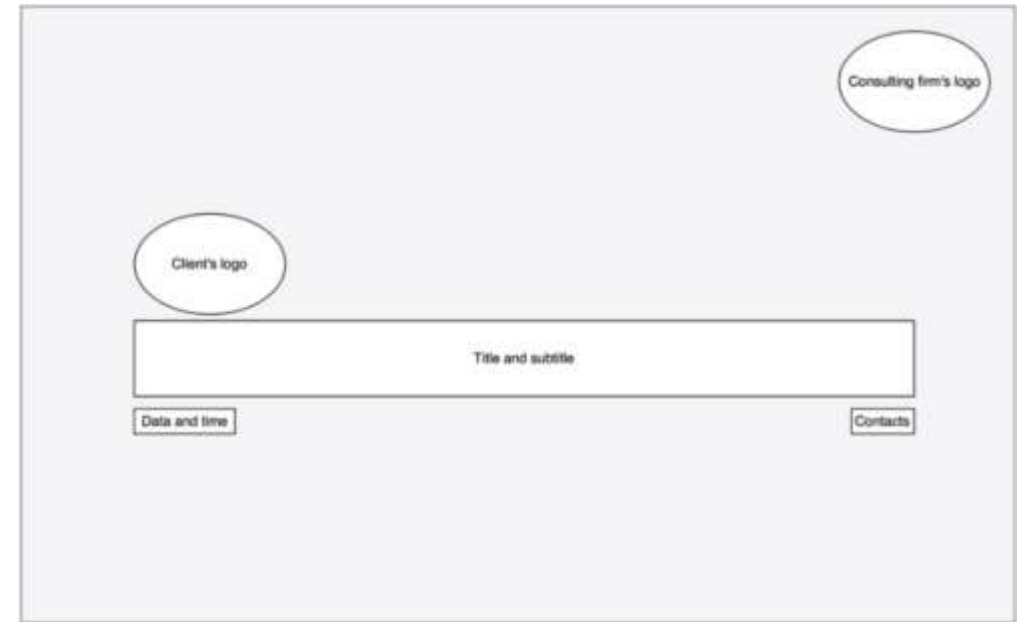 Consulting firm's logo
Client's logo
Title and subtitle
Data and time
Contacts